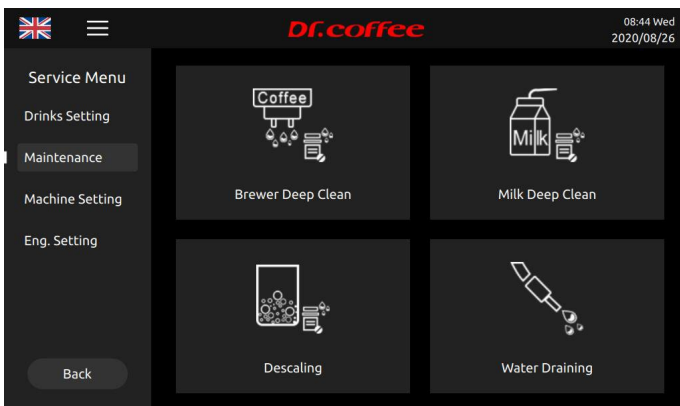 Dr.coffee
08:44 Wed
2020/08/26
Service Menu
Drinks Setting
Maintenance
Machine Setting
Eng. Setting
Back
Coffee
Brewer Deep Clean
Milk
Milk Deep Clean
Descaling
Water Draining